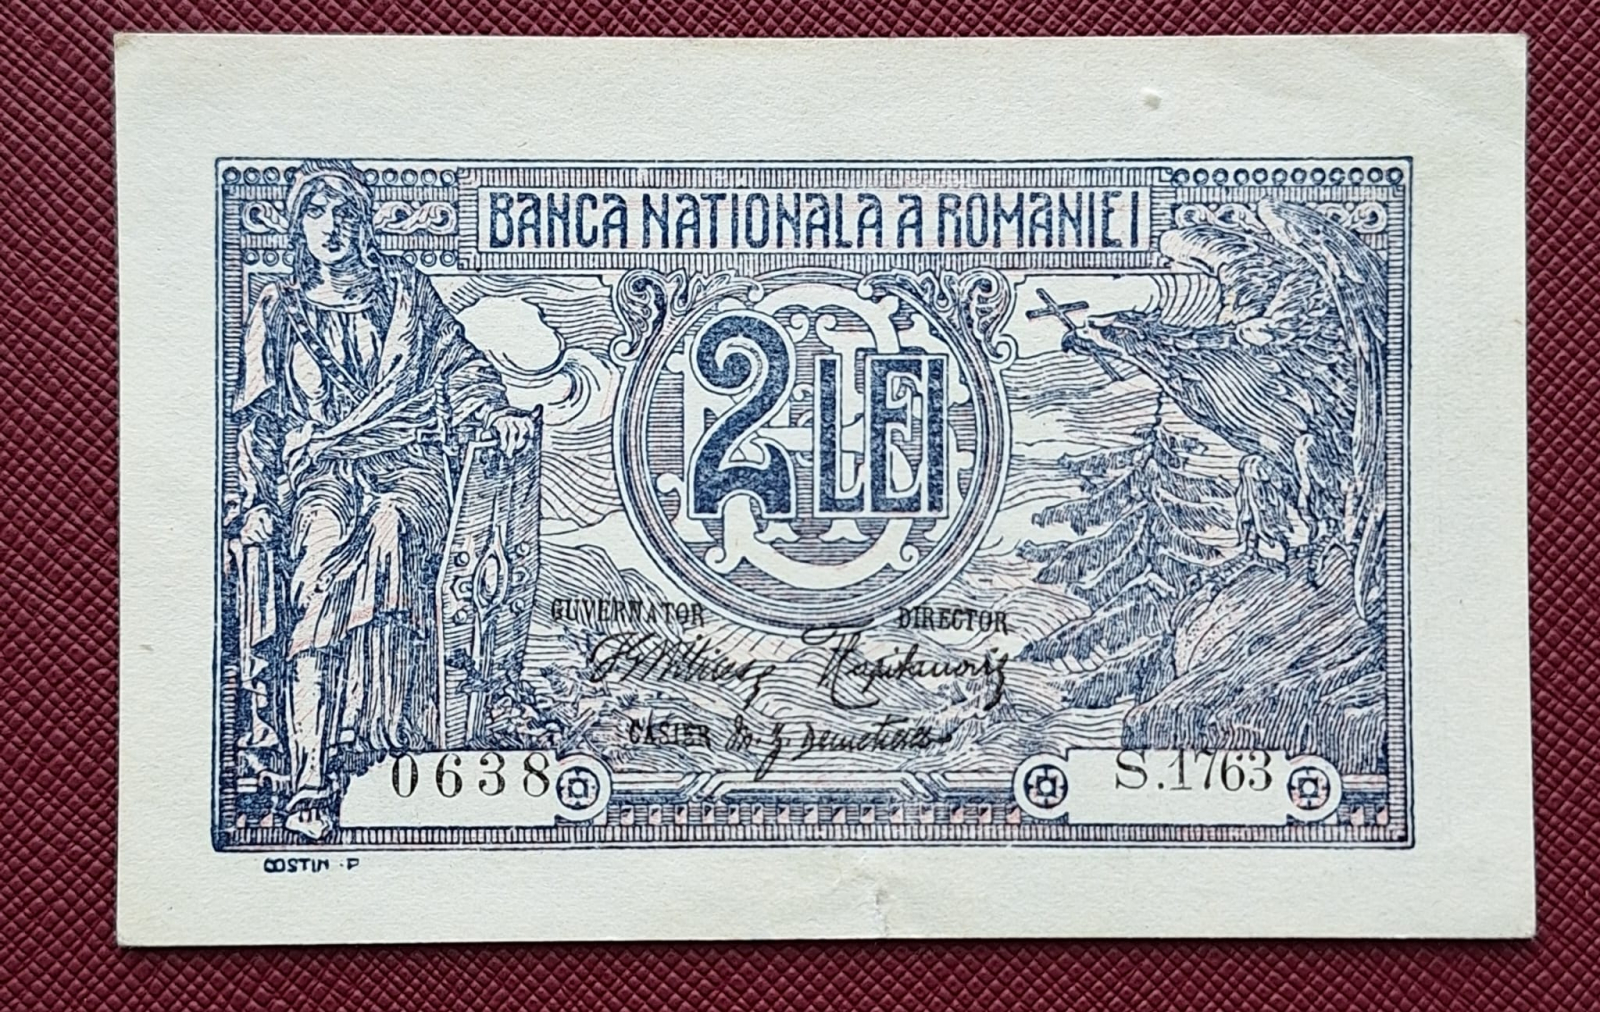 BANCA NATIONALA A ROMANIEI
2 LEI
GUVERNATOR
DIRECTOR
CASIER
0638
S.1763
COSTIN · P